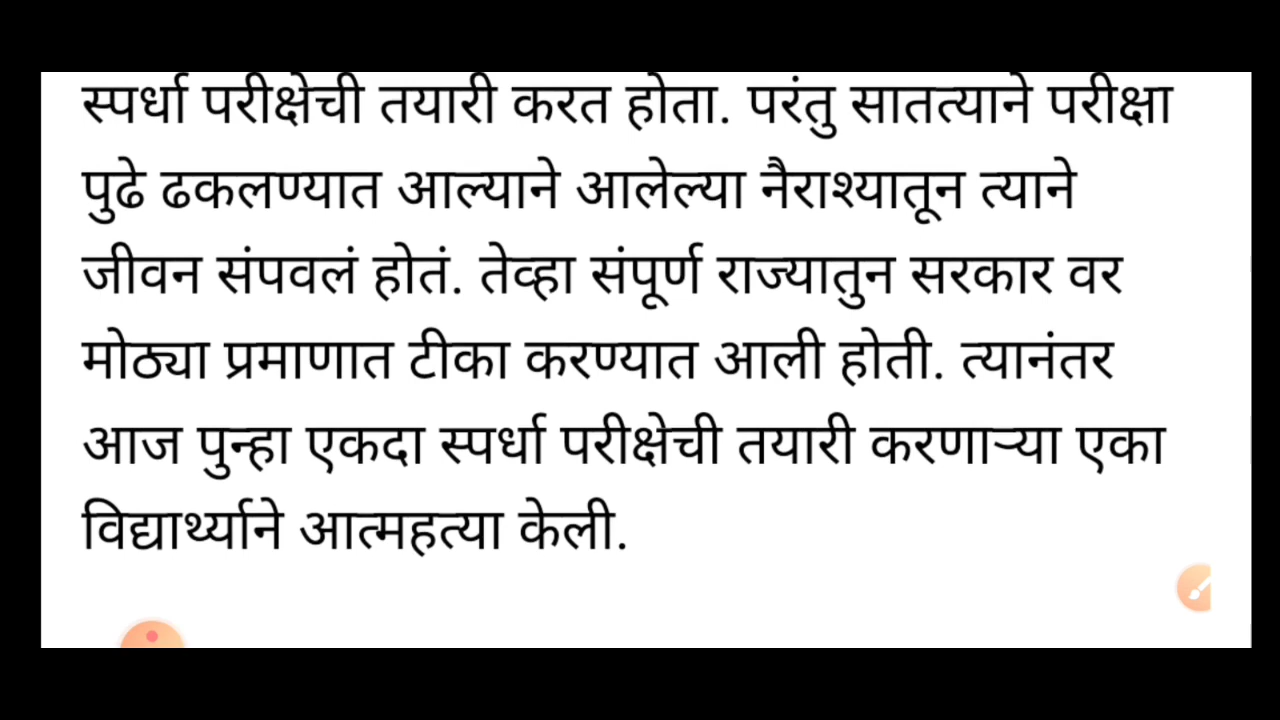 स्पर्धा परीक्षेची तयारी करत होता. परंतु सातत्याने परीक्षा
पुढे ढकलण्यात आल्याने आलेल्या नैराश्यातून त्याने
जीवन संपवलं होतं. तेव्हा संपूर्ण राज्यातुन सरकार वर
मोठ्या प्रमाणात टीका करण्यात आली होती. त्यानंतर
आज पुन्हा एकदा स्पर्धा परीक्षेची तयारी करणाऱ्या एका
विद्यार्थ्याने आत्महत्या केली.